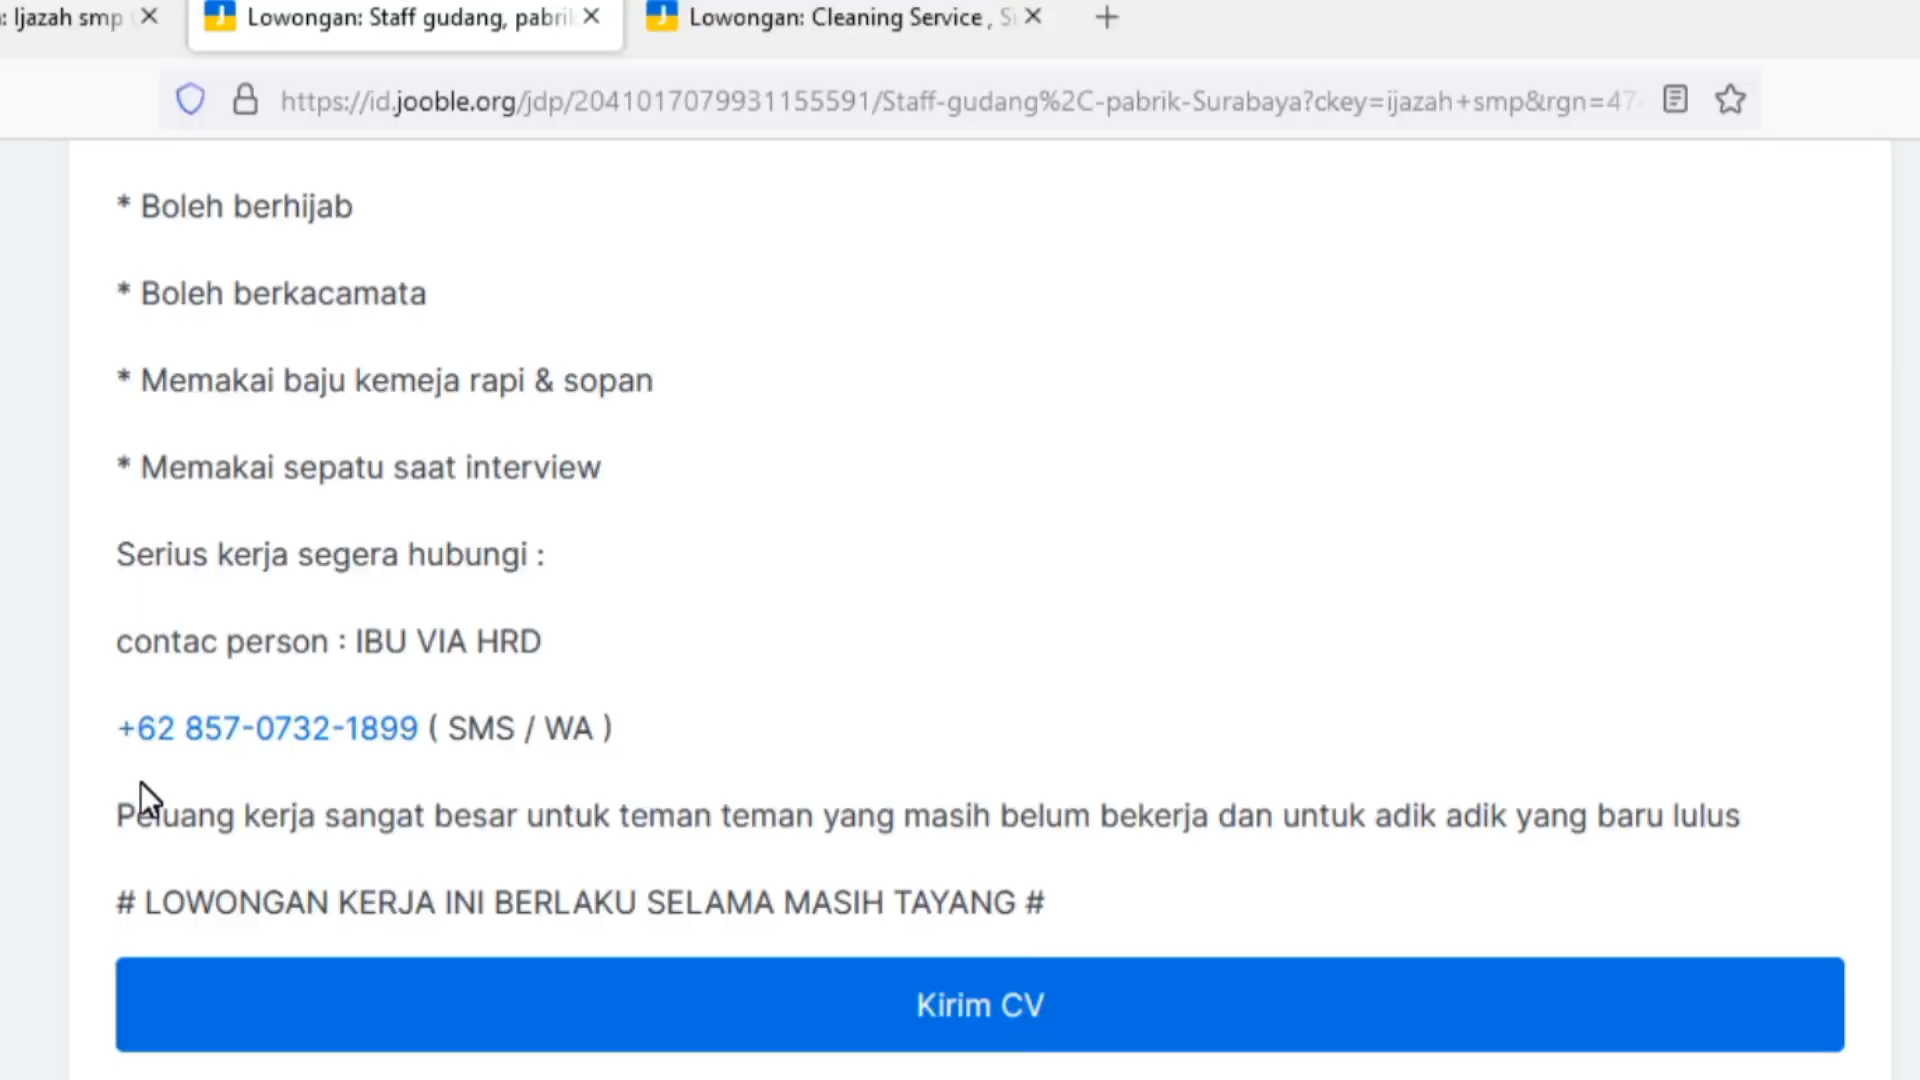 : Ijazah smp
Lowongan: Staff gudang, pabrik
Lowongan: Cleaning Service,
https://id.jooble.org/jdp/2041017079931155591/Staff-gudang%2C-pabrik-Surabaya?ckey=ijazah+smp&rgn=47
* Boleh berhijab
* Boleh berkacamata
* Memakai baju kemeja rapi & sopan
* Memakai sepatu saat interview
Serius kerja segera hubungi :
contac person : IBU VIA HRD
+62 857-0732-1899 ( SMS / WA )
Peluang kerja sangat besar untuk teman teman yang masih belum bekerja dan untuk adik adik yang baru lulus
# LOWONGAN KERJA INI BERLAKU SELAMA MASIH TAYANG #
Kirim CV